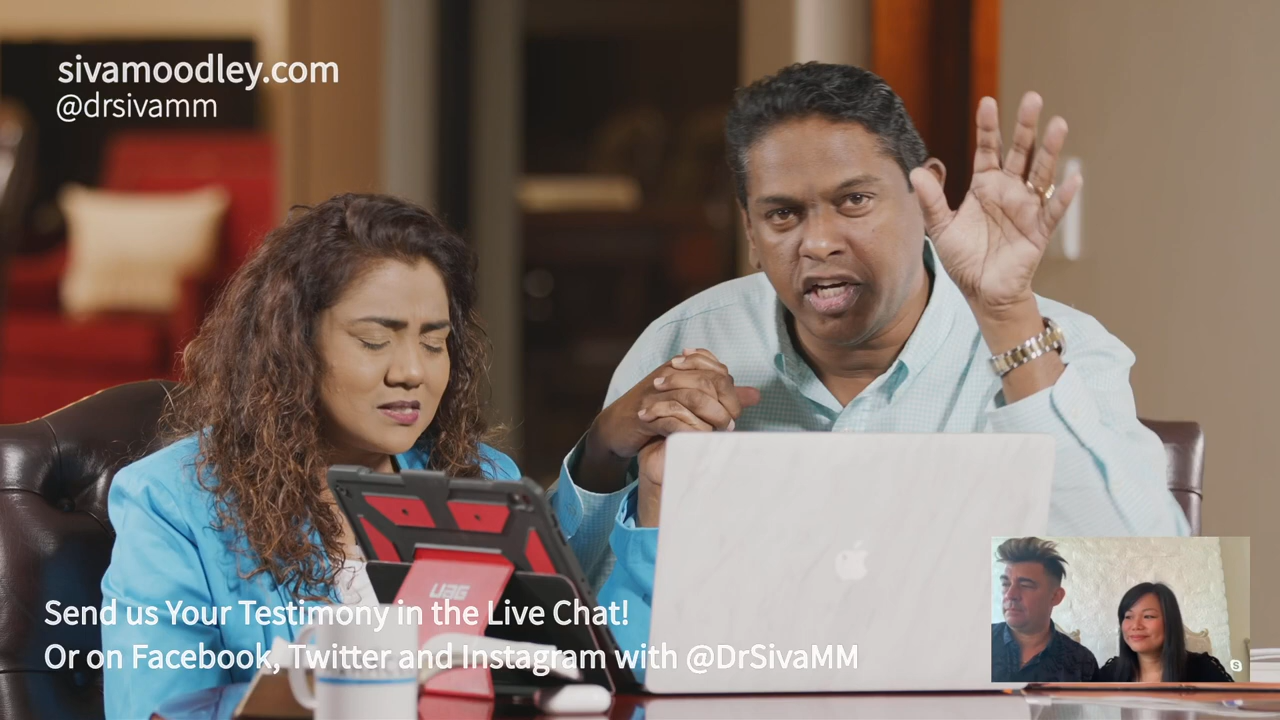 sivamoodley.com
@drsivamm
UAG
Send us Your Testimony in the Live Chat!
Or on Facebook, Twitter and Instagram with @DrSivaMM